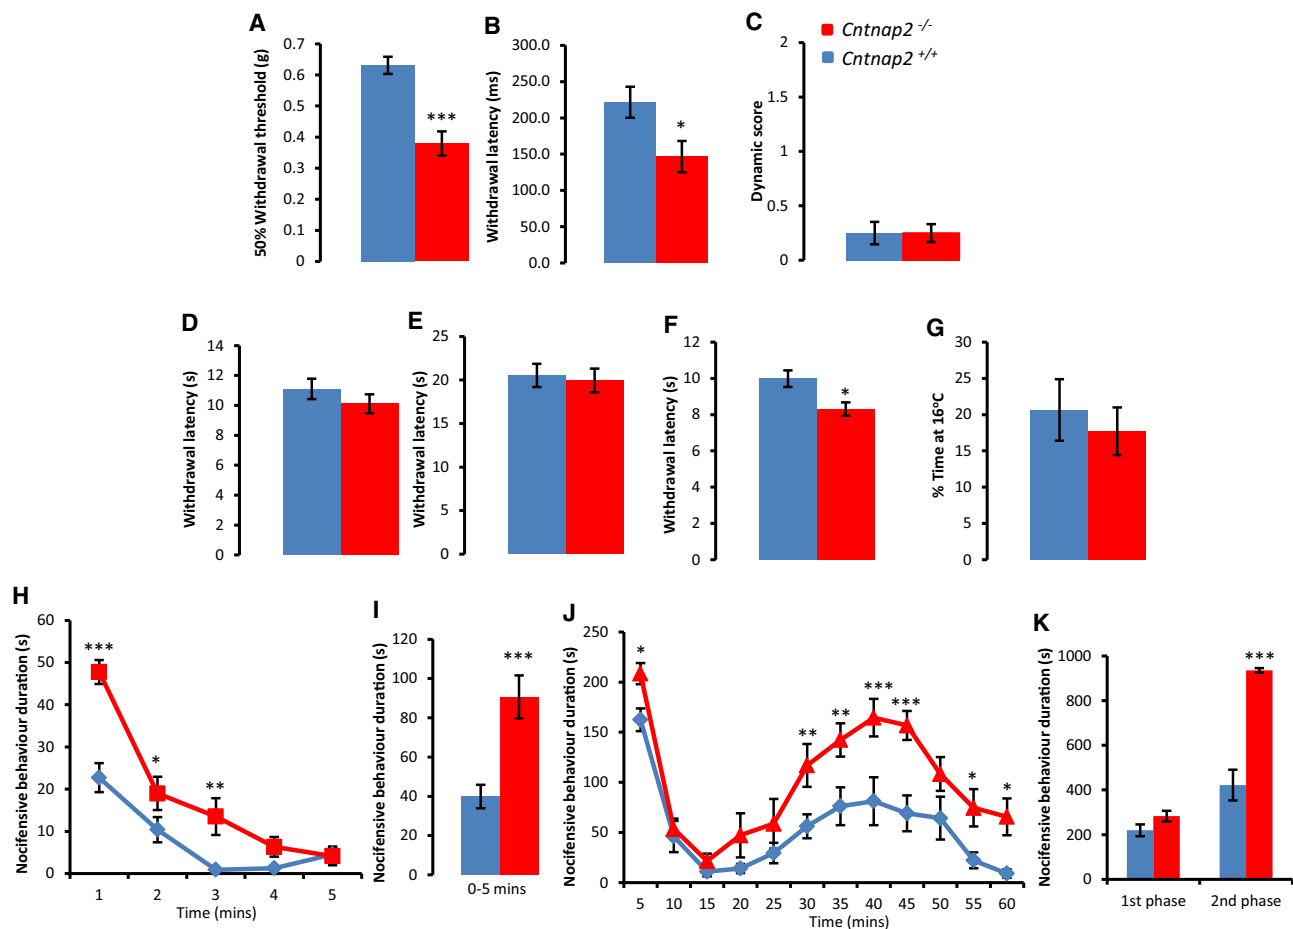 A
50% Withdrawal threshold (g)
0.7
0.6
0.5
0.4
0.3
0.2
0.1
0
***
B
Withdrawal latency (ms)
300.0
250.0
200.0
150.0
100.0
50.0
0.0
*
C
Dynamic score
2
1.5
1
0.5
0
Cntnap2 -/-
Cntnap2 +/+
D
Withdrawal latency (s)
14
12
10
8
6
4
2
0
E
Withdrawal latency (s)
25
20
15
10
5
0
F
Withdrawal latency (s)
12
10
8
6
4
2
0
*
G
% Time at 16°C
30
25
20
15
10
5
0
H
Nocifensive behaviour duration (s)
60
50
40
30
20
10
0
***
*
**
1 2 3 4 5
Time (mins)
I
Nocifensive behaviour duration (s)
120
100
80
60
40
20
0
***
0-5 mins
J
Nocifensive behaviour duration (s)
250
200
150
100
50
0
*
**
**
***
***
*
*
5 10 15 20 25 30 35 40 45 50 55 60
Time (mins)
K
Nocifensive behaviour duration (s)
1000
800
600
400
200
0
***
1st phase 2nd phase